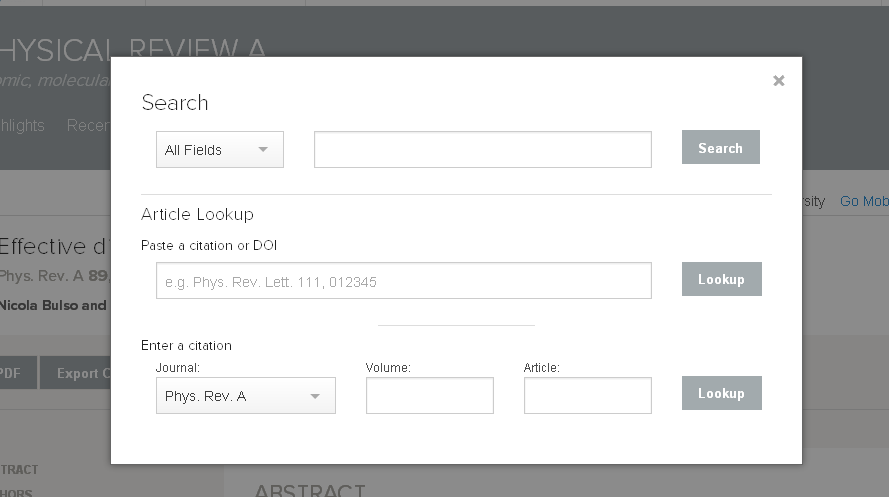 HYSICAL REVIEW A
omic, molecula
hlights Recen
×
Search
All Fields
Search
Article Lookup
rsity Go Mob
Paste a citation or DOI
Effective d
e.g. Phys. Rev. Lett. 111, 012345
Lookup
Phys. Rev. A 89,
Nicola Bulso and
Enter a citation
Journal: Volume: Article:
PDF Export C
Phys. Rev. A
Lookup
TRACT
HORS
ABSTRACT